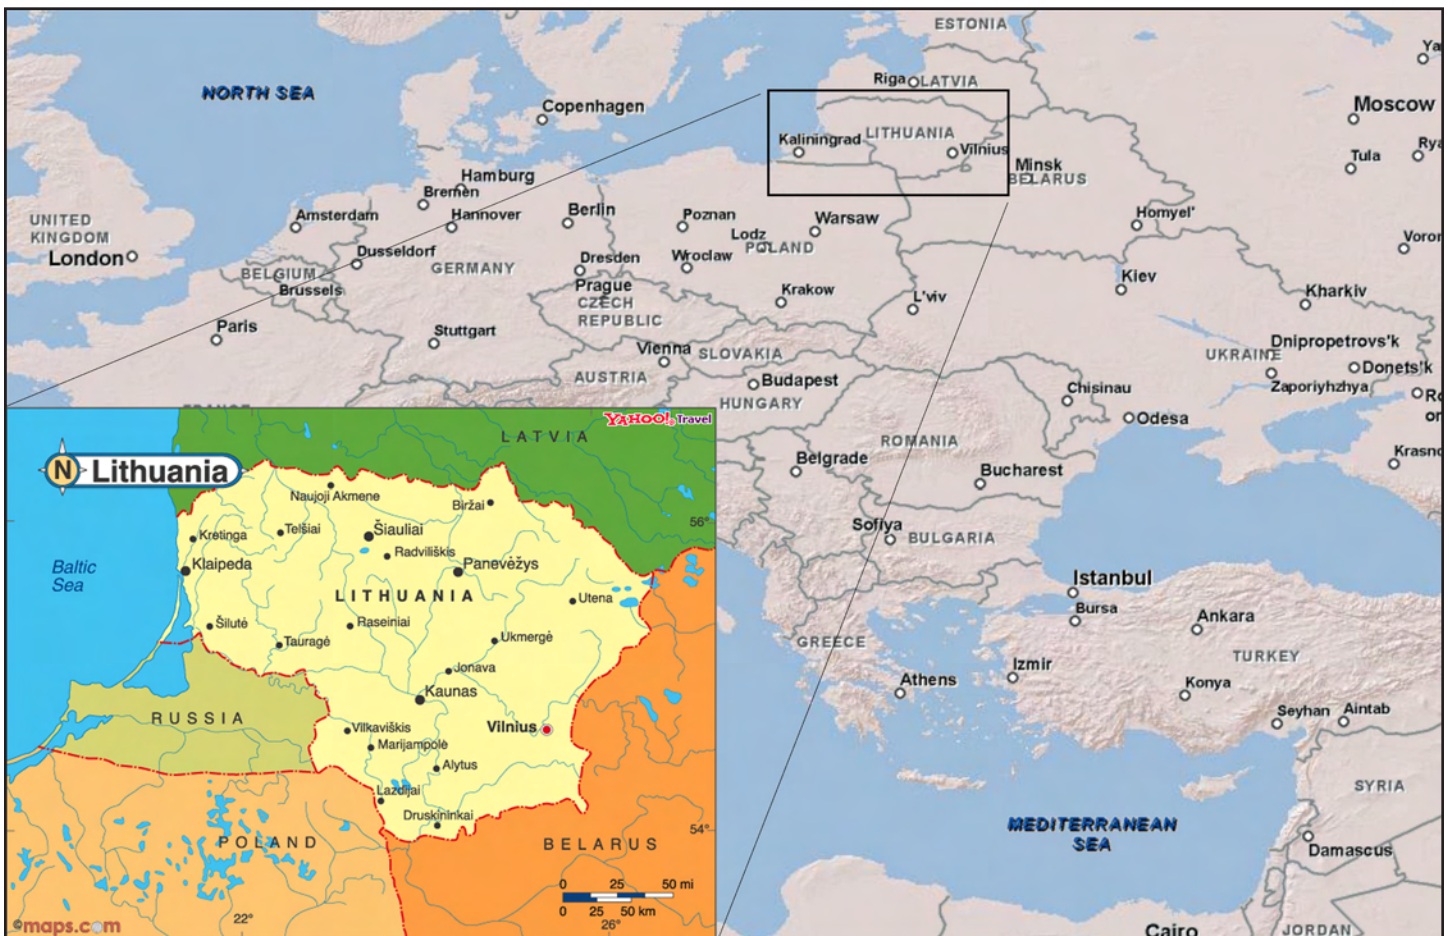 ESTONIA
Ya
NORTH SEA
Riga
LATVIA
Copenhagen
Moscow
LITHUANIA
Kaliningrad
Vilnius
Rya
Tula
Minsk
BELARUS
Hamburg
Bremen
UNITED
KINGDOM
Amsterdam
Hannover
Berlin
Poznan
Warsaw
Homyel'
Lodz
POLAND
Voron
London
Dusseldorf
GERMANY
Dresden
Wroclaw
BELGIUM
Brussels
Prague
CZECH
REPUBLIC
Krakow
L'viv
Kiev
Kharkiv
Paris
Stuttgart
Vienna
SLOVAKIA
UKRAINE
Dnipropetrovs'k
Donets'k
AUSTRIA
Budapest
Zaporiyhzhya
Chisinau
HUNGARY
Ro
on
Odesa
ROMANIA
Belgrade
Bucharest
Krasno
Sofiya
BULGARIA
Istanbul
Bursa
Ankara
GREECE
TURKEY
Izmir
Athens
Konya
Seyhan
Aintab
SYRIA
MEDITERRANEAN
SEA
Damascus
Cairo
JORDAN
YAHOO! Travel
LATVIA
N Lithuania
Naujoji Akmene
Biržai
56°
Kretinga
Telšiai
Šiauliai
Radviliškis
Panevėžys
Klaipeda
Baltic
Sea
LITHUANIA
Utena
Šilutė
Raseiniai
Tauragė
Ukmergė
Jonava
Kaunas
RUSSIA
Vilkaviškis
Vilnius
Marijampolė
Alytus
Lazdijai
Druskininkai
54°
POLAND
BELARUS
0 25 50 mi
0 25 50 km
22°
26°
©maps.com